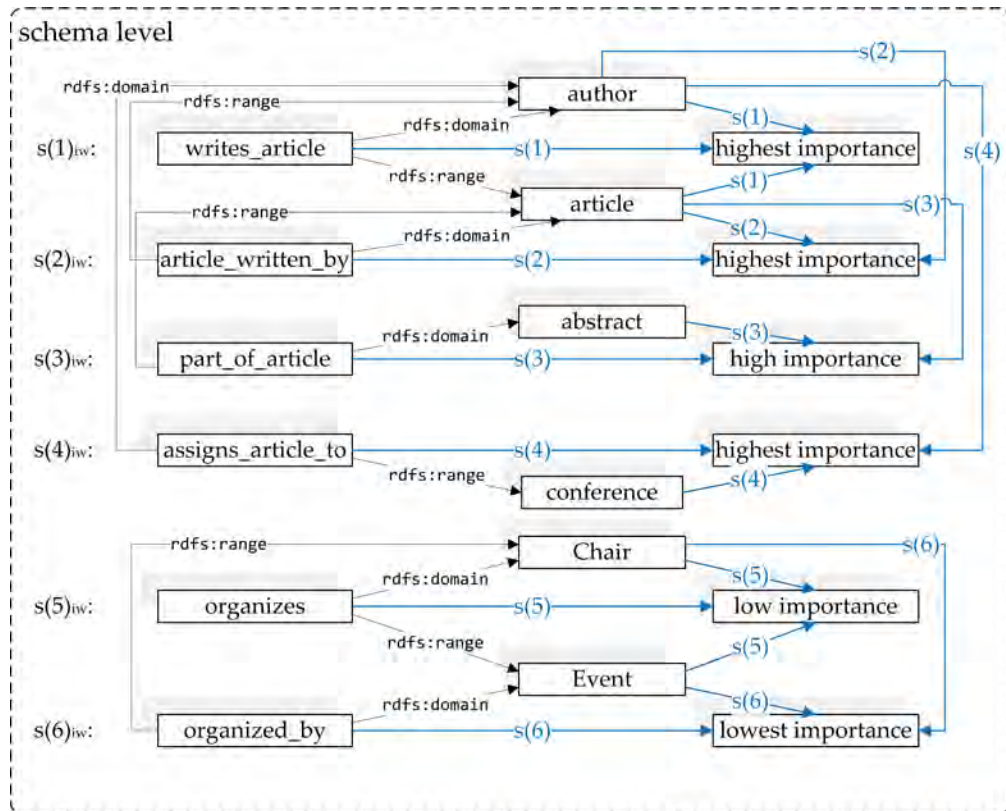 schema level
s(2)
rdfs:domain
author
rdfs:range
rdfs:domain
s(1)
s(1)iw:
writes_article
s(1)
highest importance
s(4)
rdfs:range
s(1)
rdfs:range
article
s(3)
rdfs:domain
s(2)
s(2)iw:
article_written_by
s(2)
highest importance
abstract
rdfs:domain
s(3)
s(3)iw:
part_of_article
s(3)
high importance
s(4)iw:
assigns_article_to
s(4)
highest importance
rdfs:range
conference
s(4)
rdfs:range
Chair
s(6)
rdfs:domain
s(5)
s(5)iw:
organizes
s(5)
low importance
rdfs:range
s(5)
Event
rdfs:domain
s(6)
s(6)iw:
organized_by
s(6)
lowest importance